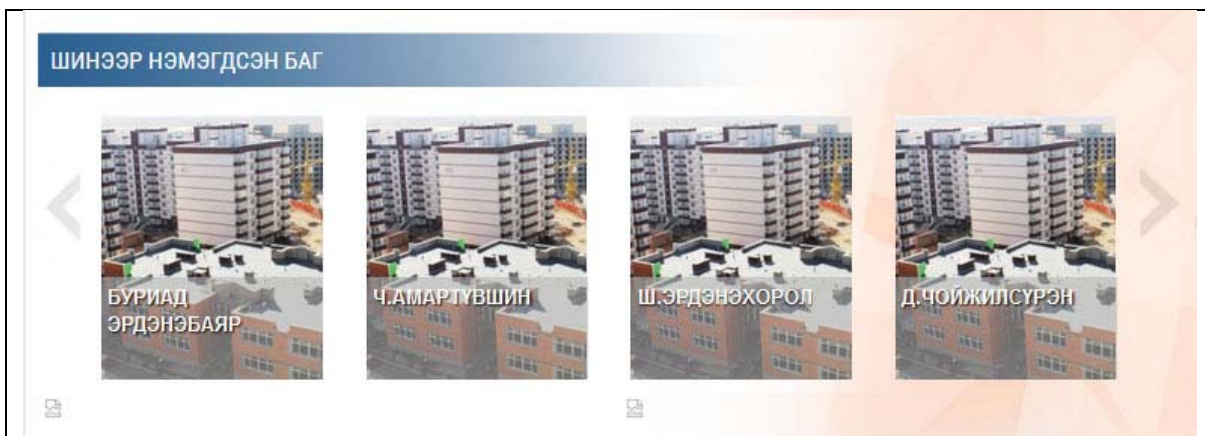 ШИНЭЭР НЭМЭГДСЭН БАГ
БУРИАД
ЭРДЭНЭБАЯР
Ч.АМАРТҮВШИН
Ш.ЭРДЭНЭХОРОЛ
Д.ЧОЙЖИЛСҮРЭН